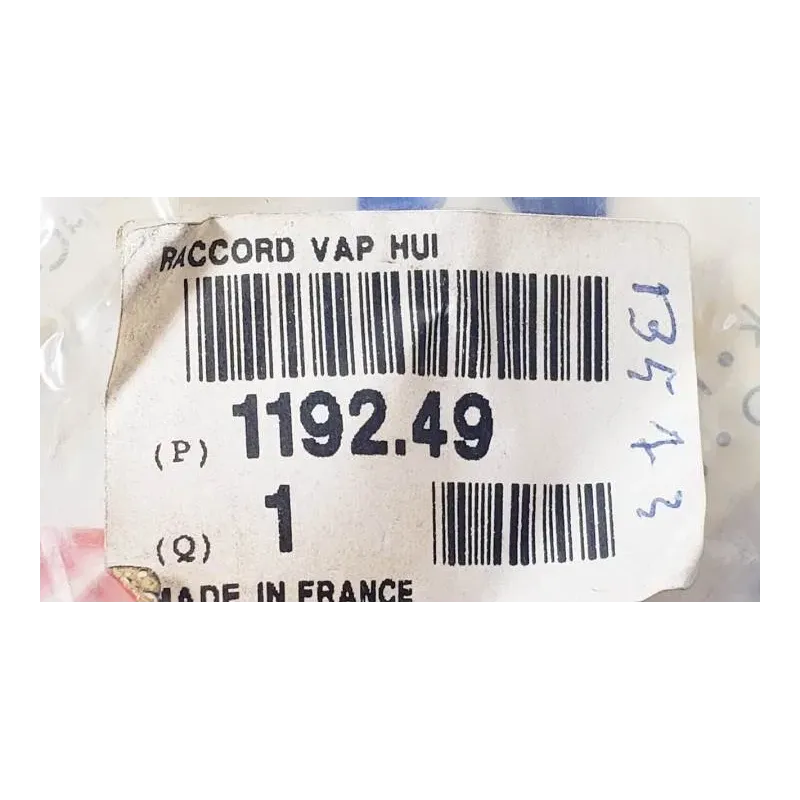 RACCORD VAP HUI
(P) 1192.49
(Q) 1
MADE IN FRANCE